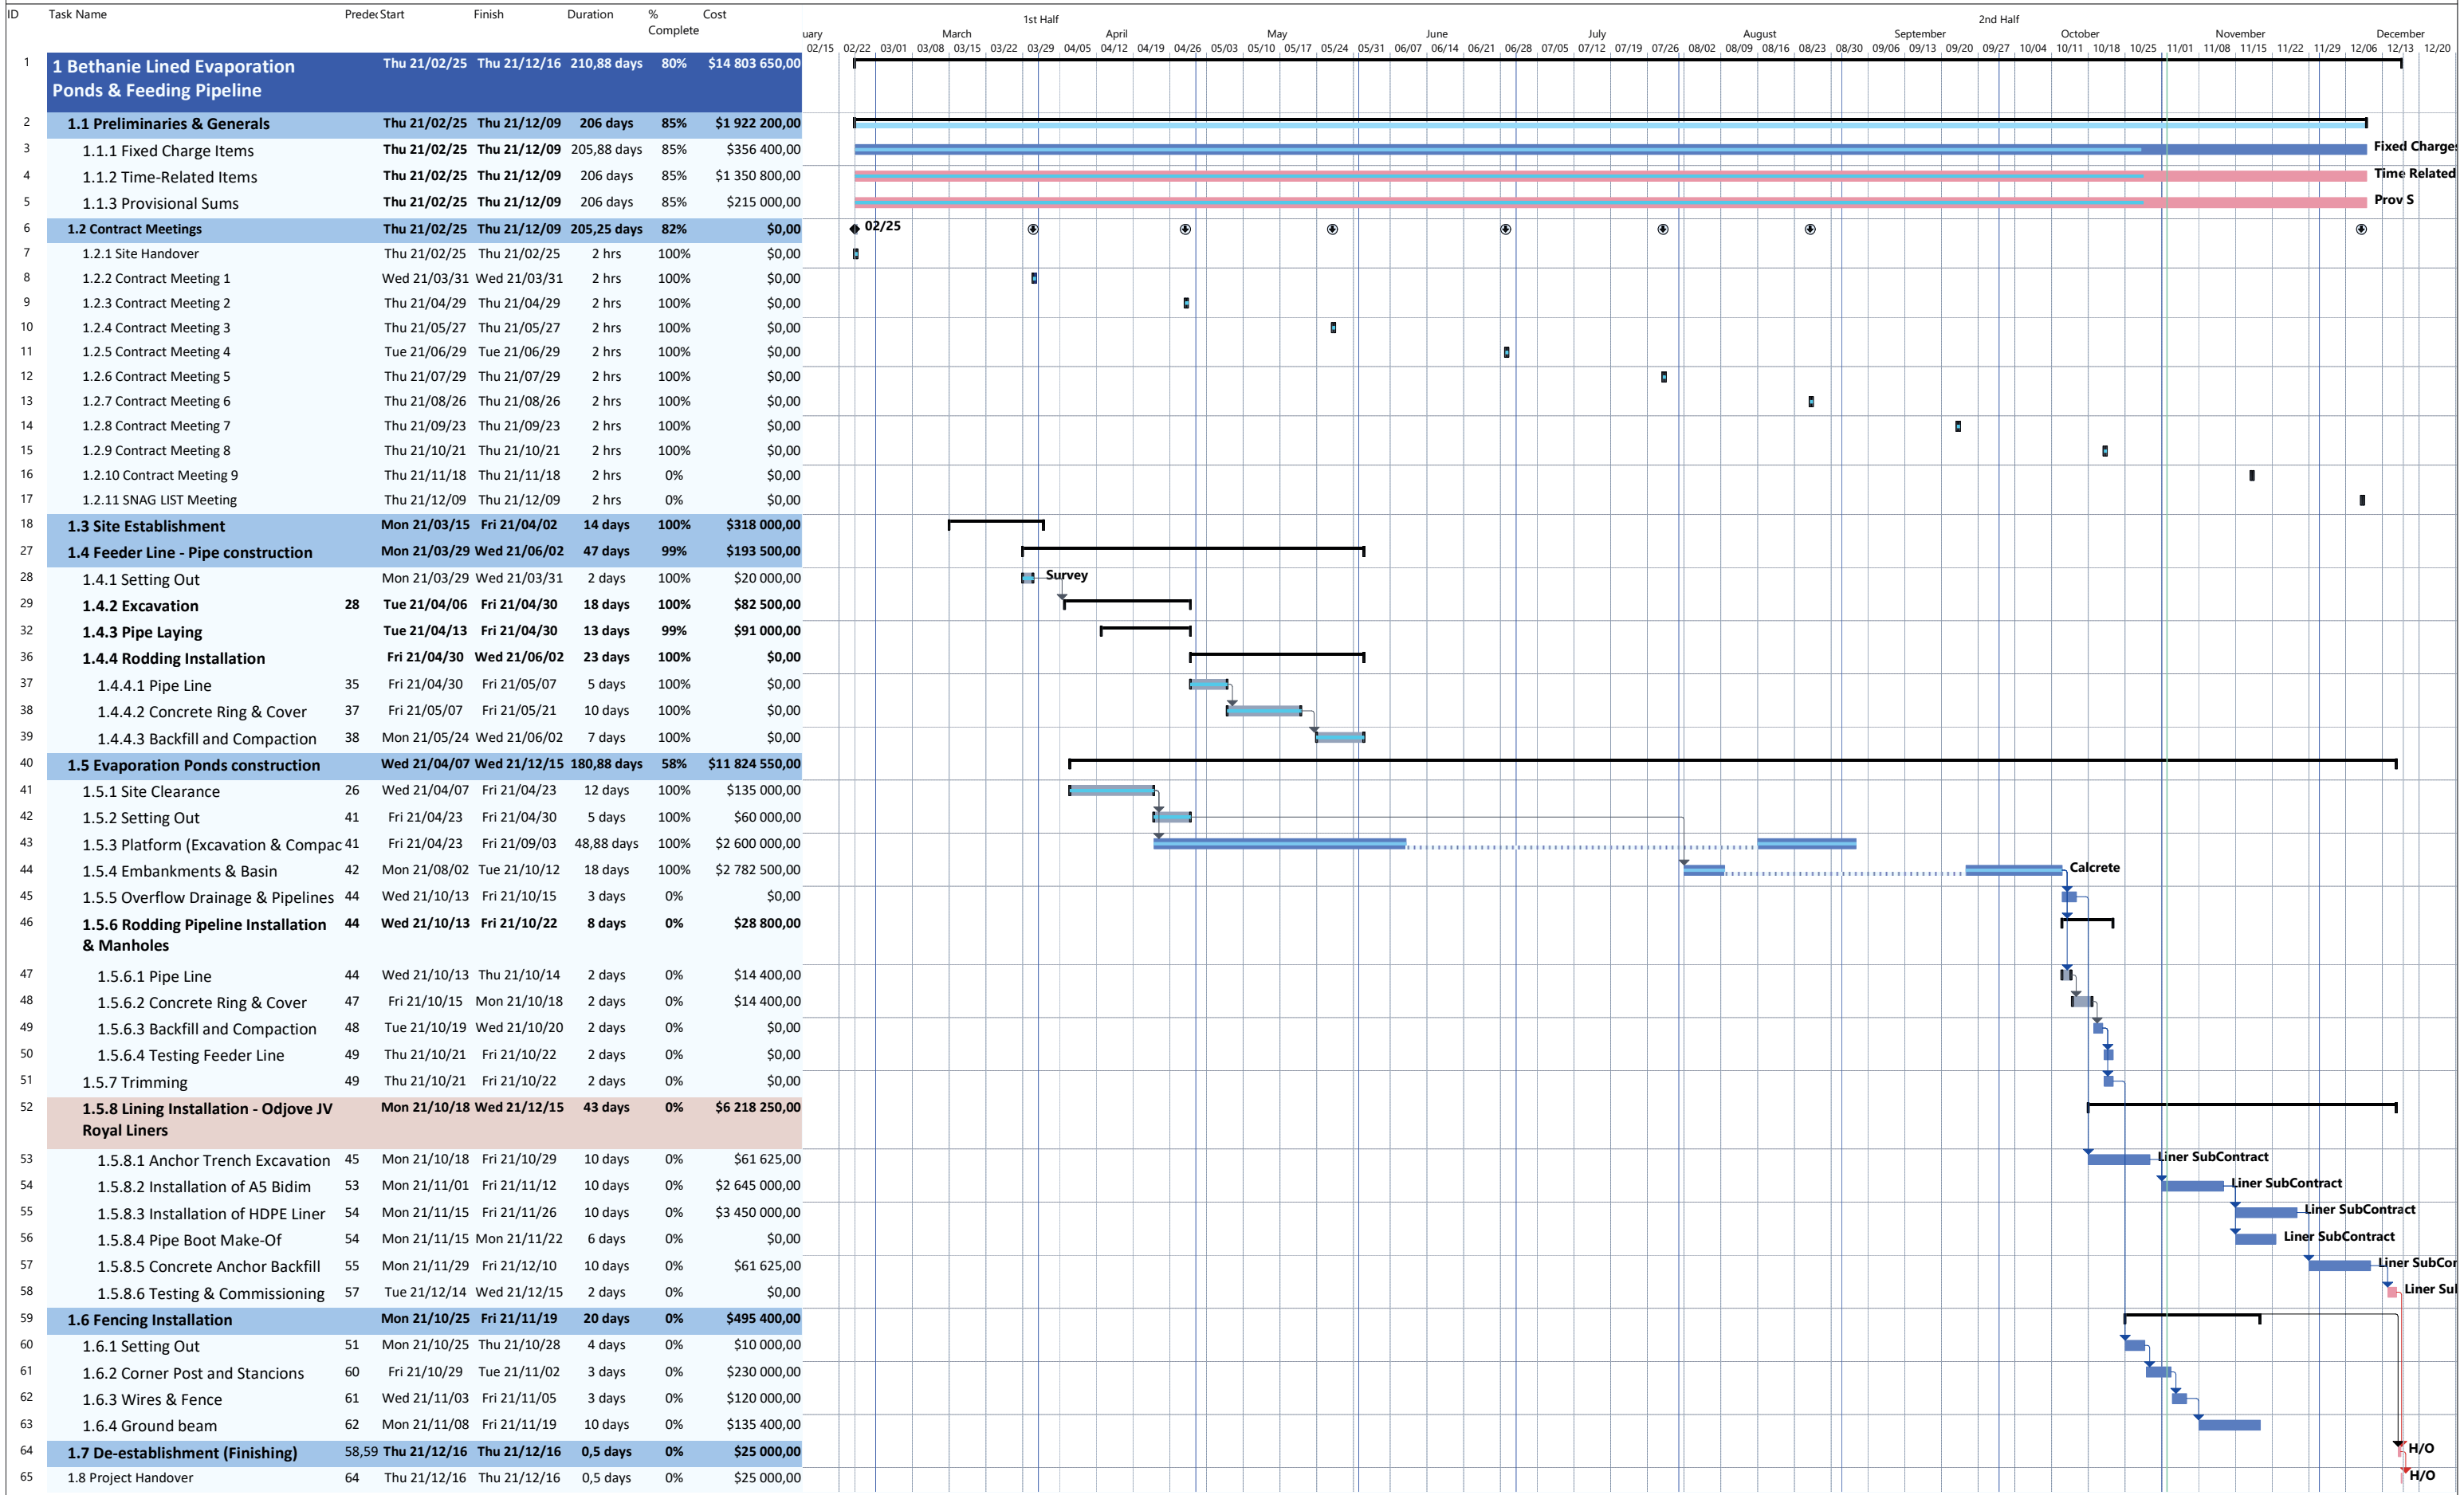 ID Task Name Predec Start Finish Duration % Complete Cost
1st Half 2nd Half
uary March April May June July August September October November December
02/15 02/22 03/01 03/08 03/15 03/22 03/29 04/05 04/12 04/19 04/26 05/03 05/10 05/17 05/24 05/31 06/07 06/14 06/21 06/28 07/05 07/12 07/19 07/26 08/02 08/09 08/16 08/23 08/30 09/06 09/13 09/20 09/27 10/04 10/11 10/18 10/25 11/01 11/08 11/15 11/22 11/29 12/06 12/13 12/20
1 1 Bethanie Lined Evaporation Thu 21/02/25 Thu 21/12/16 210,88 days 80% $14 803 650,00
Ponds & Feeding Pipeline
2 1.1 Preliminaries & Generals Thu 21/02/25 Thu 21/12/09 206 days 85% $1 922 200,00
3 1.1.1 Fixed Charge Items Thu 21/02/25 Thu 21/12/09 205,88 days 85% $356 400,00 Fixed Charges
4 1.1.2 Time-Related Items Thu 21/02/25 Thu 21/12/09 206 days 85% $1 350 800,00 Time Related
5 1.1.3 Provisional Sums Thu 21/02/25 Thu 21/12/09 206 days 85% $215 000,00 Prov S
6 1.2 Contract Meetings Thu 21/02/25 Thu 21/12/09 205,25 days 82% $0,00 02/25
7 1.2.1 Site Handover Thu 21/02/25 Thu 21/02/25 2 hrs 100% $0,00
8 1.2.2 Contract Meeting 1 Wed 21/03/31 Wed 21/03/31 2 hrs 100% $0,00
9 1.2.3 Contract Meeting 2 Thu 21/04/29 Thu 21/04/29 2 hrs 100% $0,00
10 1.2.4 Contract Meeting 3 Thu 21/05/27 Thu 21/05/27 2 hrs 100% $0,00
11 1.2.5 Contract Meeting 4 Tue 21/06/29 Tue 21/06/29 2 hrs 100% $0,00
12 1.2.6 Contract Meeting 5 Thu 21/07/29 Thu 21/07/29 2 hrs 100% $0,00
13 1.2.7 Contract Meeting 6 Thu 21/08/26 Thu 21/08/26 2 hrs 100% $0,00
14 1.2.8 Contract Meeting 7 Thu 21/09/23 Thu 21/09/23 2 hrs 100% $0,00
15 1.2.9 Contract Meeting 8 Thu 21/10/21 Thu 21/10/21 2 hrs 100% $0,00
16 1.2.10 Contract Meeting 9 Thu 21/11/18 Thu 21/11/18 2 hrs 0% $0,00
17 1.2.11 SNAG LIST Meeting Thu 21/12/09 Thu 21/12/09 2 hrs 0% $0,00
18 1.3 Site Establishment Mon 21/03/15 Fri 21/04/02 14 days 100% $318 000,00
27 1.4 Feeder Line - Pipe construction Mon 21/03/29 Wed 21/06/02 47 days 99% $193 500,00
28 1.4.1 Setting Out Mon 21/03/29 Wed 21/03/31 2 days 100% $20 000,00 Survey
29 1.4.2 Excavation 28 Tue 21/04/06 Fri 21/04/30 18 days 100% $82 500,00
32 1.4.3 Pipe Laying Tue 21/04/13 Fri 21/04/30 13 days 99% $91 000,00
36 1.4.4 Rodding Installation Fri 21/04/30 Wed 21/06/02 23 days 100% $0,00
37 1.4.4.1 Pipe Line 35 Fri 21/04/30 Fri 21/05/07 5 days 100% $0,00
38 1.4.4.2 Concrete Ring & Cover 37 Fri 21/05/07 Fri 21/05/21 10 days 100% $0,00
39 1.4.4.3 Backfill and Compaction 38 Mon 21/05/24 Wed 21/06/02 7 days 100% $0,00
40 1.5 Evaporation Ponds construction Wed 21/04/07 Wed 21/12/15 180,88 days 58% $11 824 550,00
41 1.5.1 Site Clearance 26 Wed 21/04/07 Fri 21/04/23 12 days 100% $135 000,00
42 1.5.2 Setting Out 41 Fri 21/04/23 Fri 21/04/30 5 days 100% $60 000,00
43 1.5.3 Platform (Excavation & Compac 41 Fri 21/04/23 Fri 21/09/03 48,88 days 100% $2 600 000,00
44 1.5.4 Embankments & Basin 42 Mon 21/08/02 Tue 21/10/12 18 days 100% $2 782 500,00 Calcrete
45 1.5.5 Overflow Drainage & Pipelines 44 Wed 21/10/13 Fri 21/10/15 3 days 0% $0,00
46 1.5.6 Rodding Pipeline Installation 44 Wed 21/10/13 Fri 21/10/22 8 days 0% $28 800,00
& Manholes
47 1.5.6.1 Pipe Line 44 Wed 21/10/13 Thu 21/10/14 2 days 0% $14 400,00
48 1.5.6.2 Concrete Ring & Cover 47 Fri 21/10/15 Mon 21/10/18 2 days 0% $14 400,00
49 1.5.6.3 Backfill and Compaction 48 Tue 21/10/19 Wed 21/10/20 2 days 0% $0,00
50 1.5.6.4 Testing Feeder Line 49 Thu 21/10/21 Fri 21/10/22 2 days 0% $0,00
51 1.5.7 Trimming 49 Thu 21/10/21 Fri 21/10/22 2 days 0% $0,00
52 1.5.8 Lining Installation - Odjove JV Mon 21/10/18 Wed 21/12/15 43 days 0% $6 218 250,00
Royal Liners
53 1.5.8.1 Anchor Trench Excavation 45 Mon 21/10/18 Fri 21/10/29 10 days 0% $61 625,00 Liner SubContract
54 1.5.8.2 Installation of A5 Bidim 53 Mon 21/11/01 Fri 21/11/12 10 days 0% $2 645 000,00 Liner SubContract
55 1.5.8.3 Installation of HDPE Liner 54 Mon 21/11/15 Fri 21/11/26 10 days 0% $3 450 000,00 Liner SubContract
56 1.5.8.4 Pipe Boot Make-Of 54 Mon 21/11/15 Mon 21/11/22 6 days 0% $0,00 Liner SubContract
57 1.5.8.5 Concrete Anchor Backfill 55 Mon 21/11/29 Fri 21/12/10 10 days 0% $61 625,00 Liner SubCor
58 1.5.8.6 Testing & Commissioning 57 Tue 21/12/14 Wed 21/12/15 2 days 0% $0,00 Liner Sul
59 1.6 Fencing Installation Mon 21/10/25 Fri 21/11/19 20 days 0% $495 400,00
60 1.6.1 Setting Out 51 Mon 21/10/25 Thu 21/10/28 4 days 0% $10 000,00
61 1.6.2 Corner Post and Stancions 60 Fri 21/10/29 Tue 21/11/02 3 days 0% $230 000,00
62 1.6.3 Wires & Fence 61 Wed 21/11/03 Fri 21/11/05 3 days 0% $120 000,00
63 1.6.4 Ground beam 62 Mon 21/11/08 Fri 21/11/19 10 days 0% $135 400,00
64 1.7 De-establishment (Finishing) 58,59 Thu 21/12/16 Thu 21/12/16 0,5 days 0% $25 000,00 H/O
65 1.8 Project Handover 64 Thu 21/12/16 Thu 21/12/16 0,5 days 0% $25 000,00 H/O